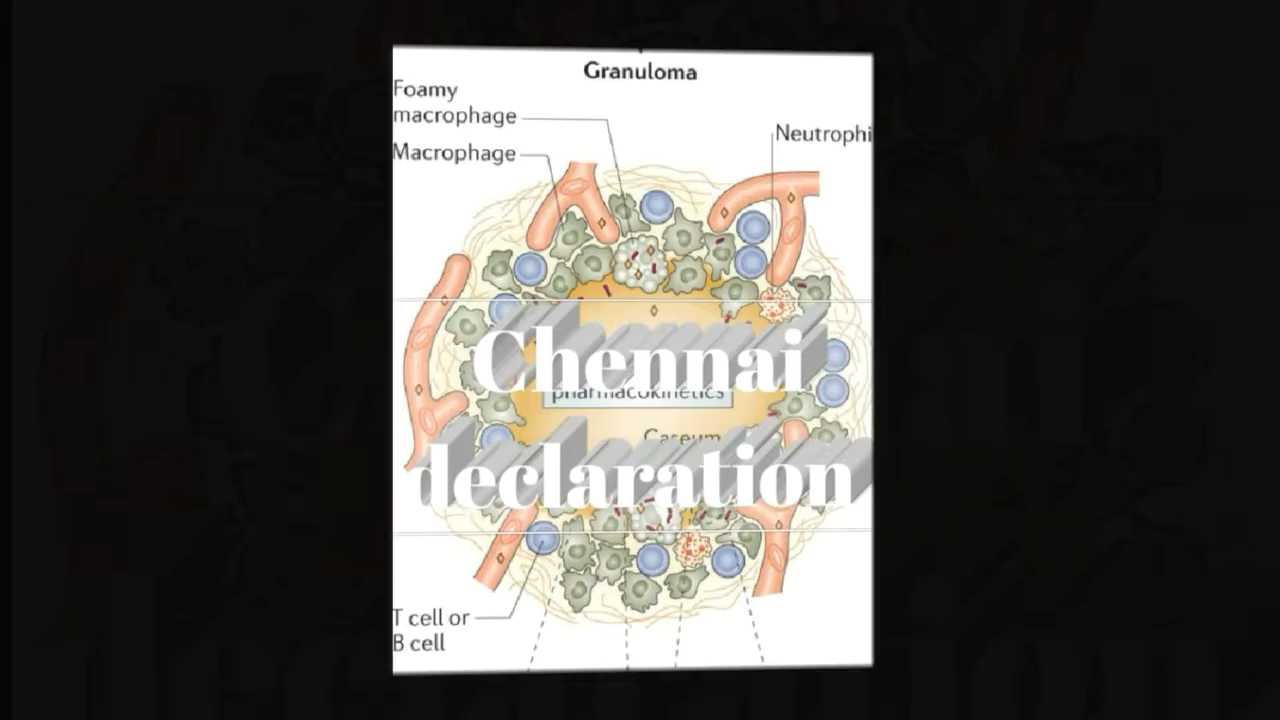 Granuloma
Foamy
macrophage
Macrophage
Neutrophi
Chennai
pharmacokinetics
Caseum
declaration
T cell or
B cell